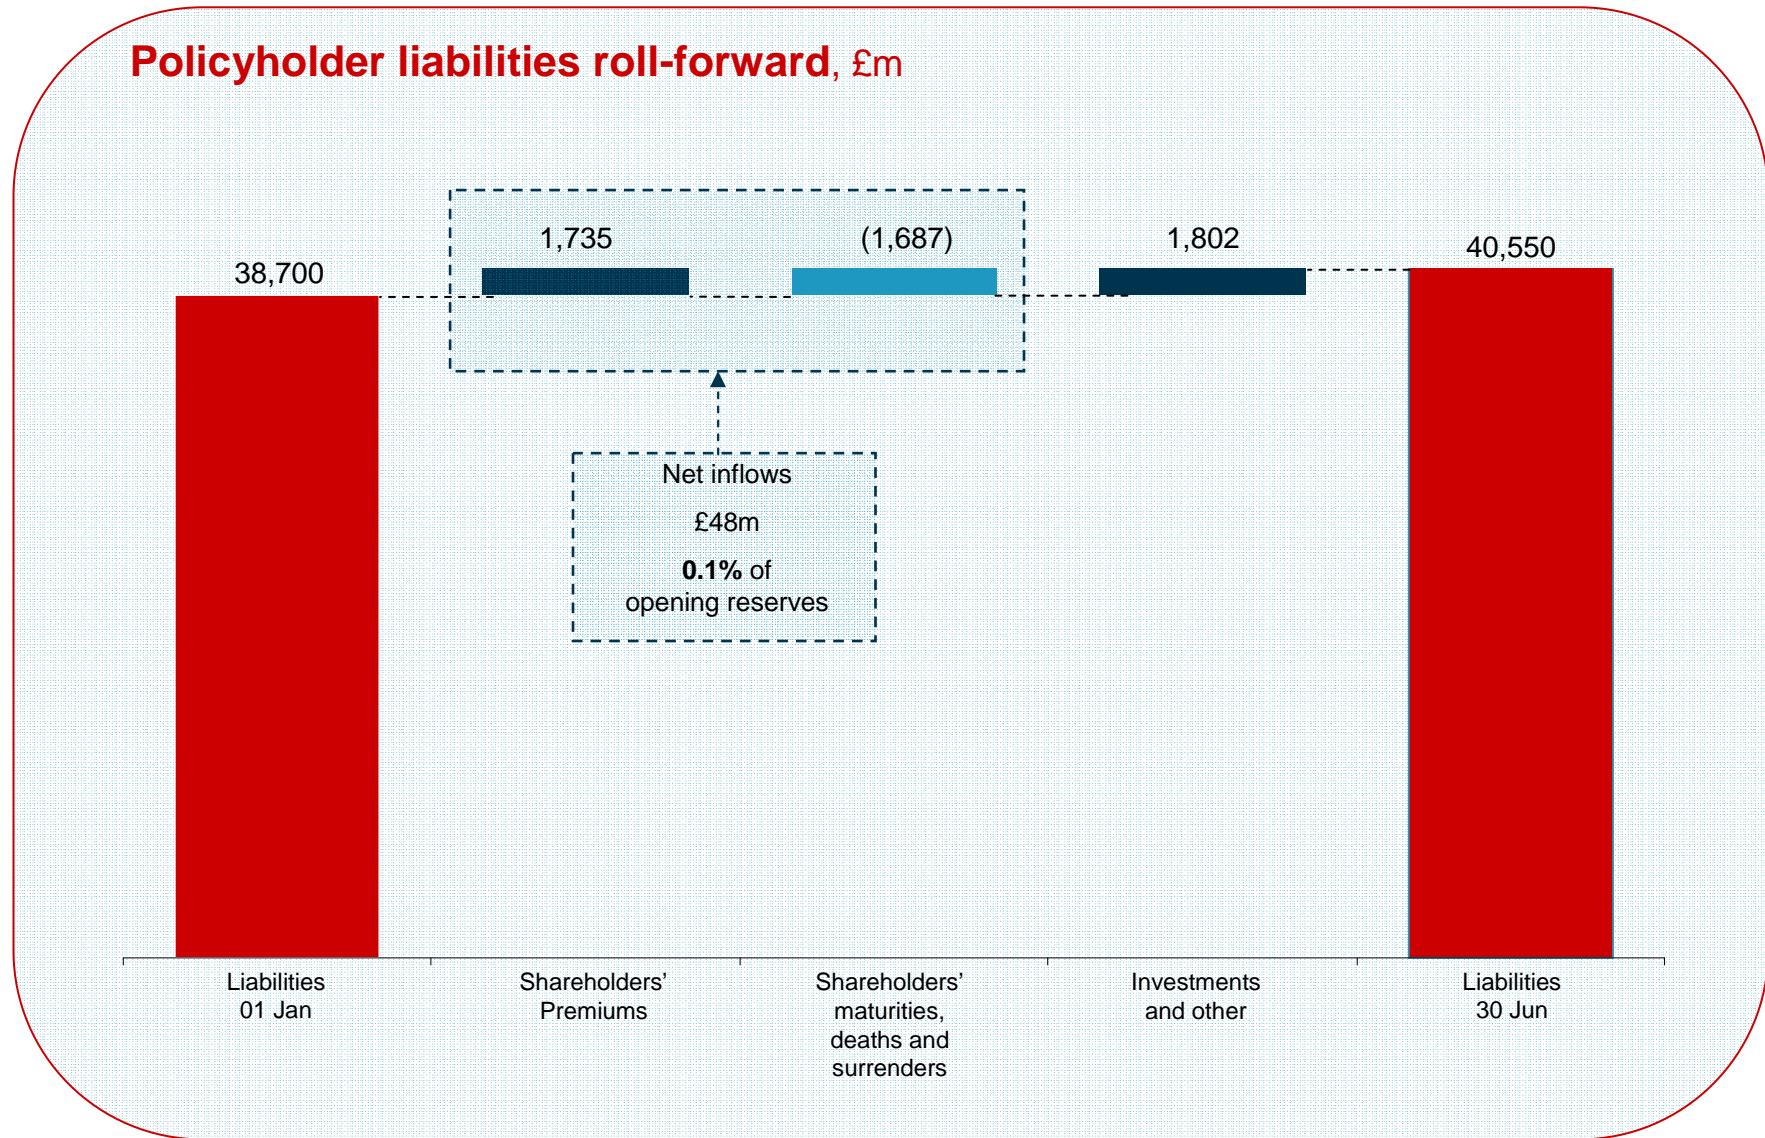 Policyholder liabilities roll-forward, £m
38,700
1,735
(1,687)
1,802
40,550
Net inflows
£48m
0.1% of
opening reserves
Liabilities
01 Jan
Shareholders’
Premiums
Shareholders’
maturities,
deaths and
surrenders
Investments
and other
Liabilities
30 Jun